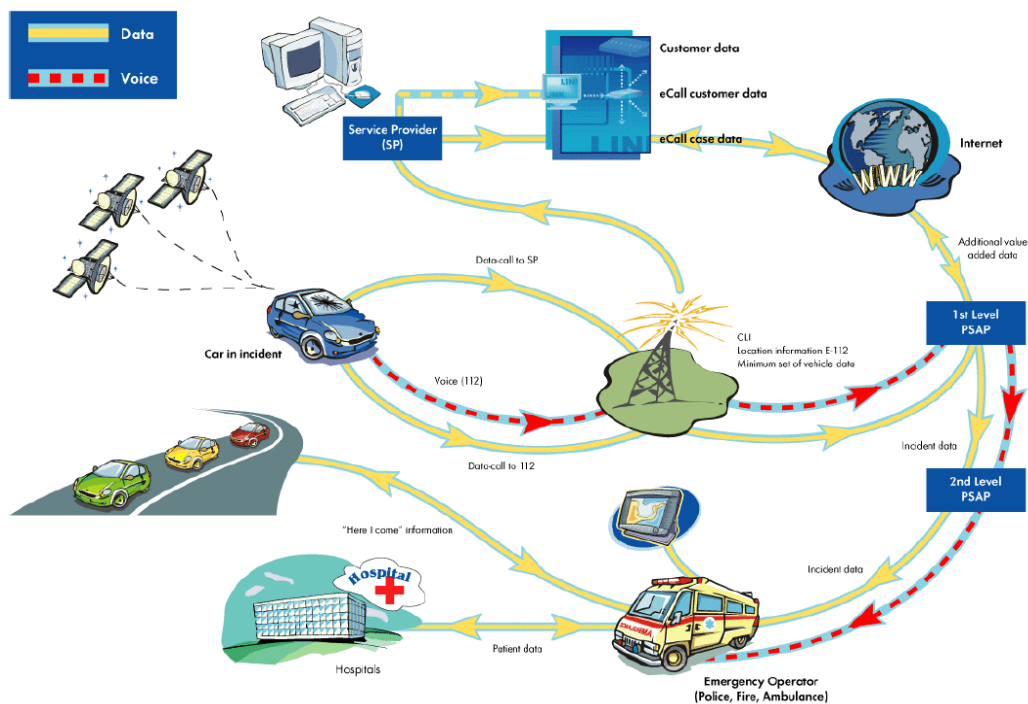 Data
Voice
Customer data
eCall customer data
eCall case data
LINI
LINI
Service Provider
(SP)
Internet
WWW
Additional value
added data
Data-call to SP
1st Level
PSAP
CLI
Location information E-112
Minimum set of vehicle data
Car in incident
Voice (112)
Data-call to 112
Incident data
2nd Level
PSAP
"Here I come" information
Incident data
Hospital
Patient data
Hospitals
Emergency Operator
(Police, Fire, Ambulance)